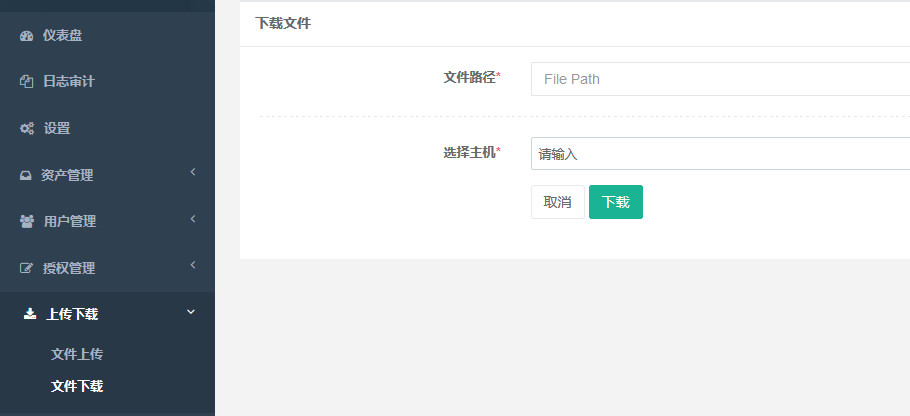 仪表盘
日志审计
设置
资产管理
用户管理
授权管理
上传下载
文件上传
文件下载
下载文件
文件路径*
File Path
选择主机*
请输入
取消
下载